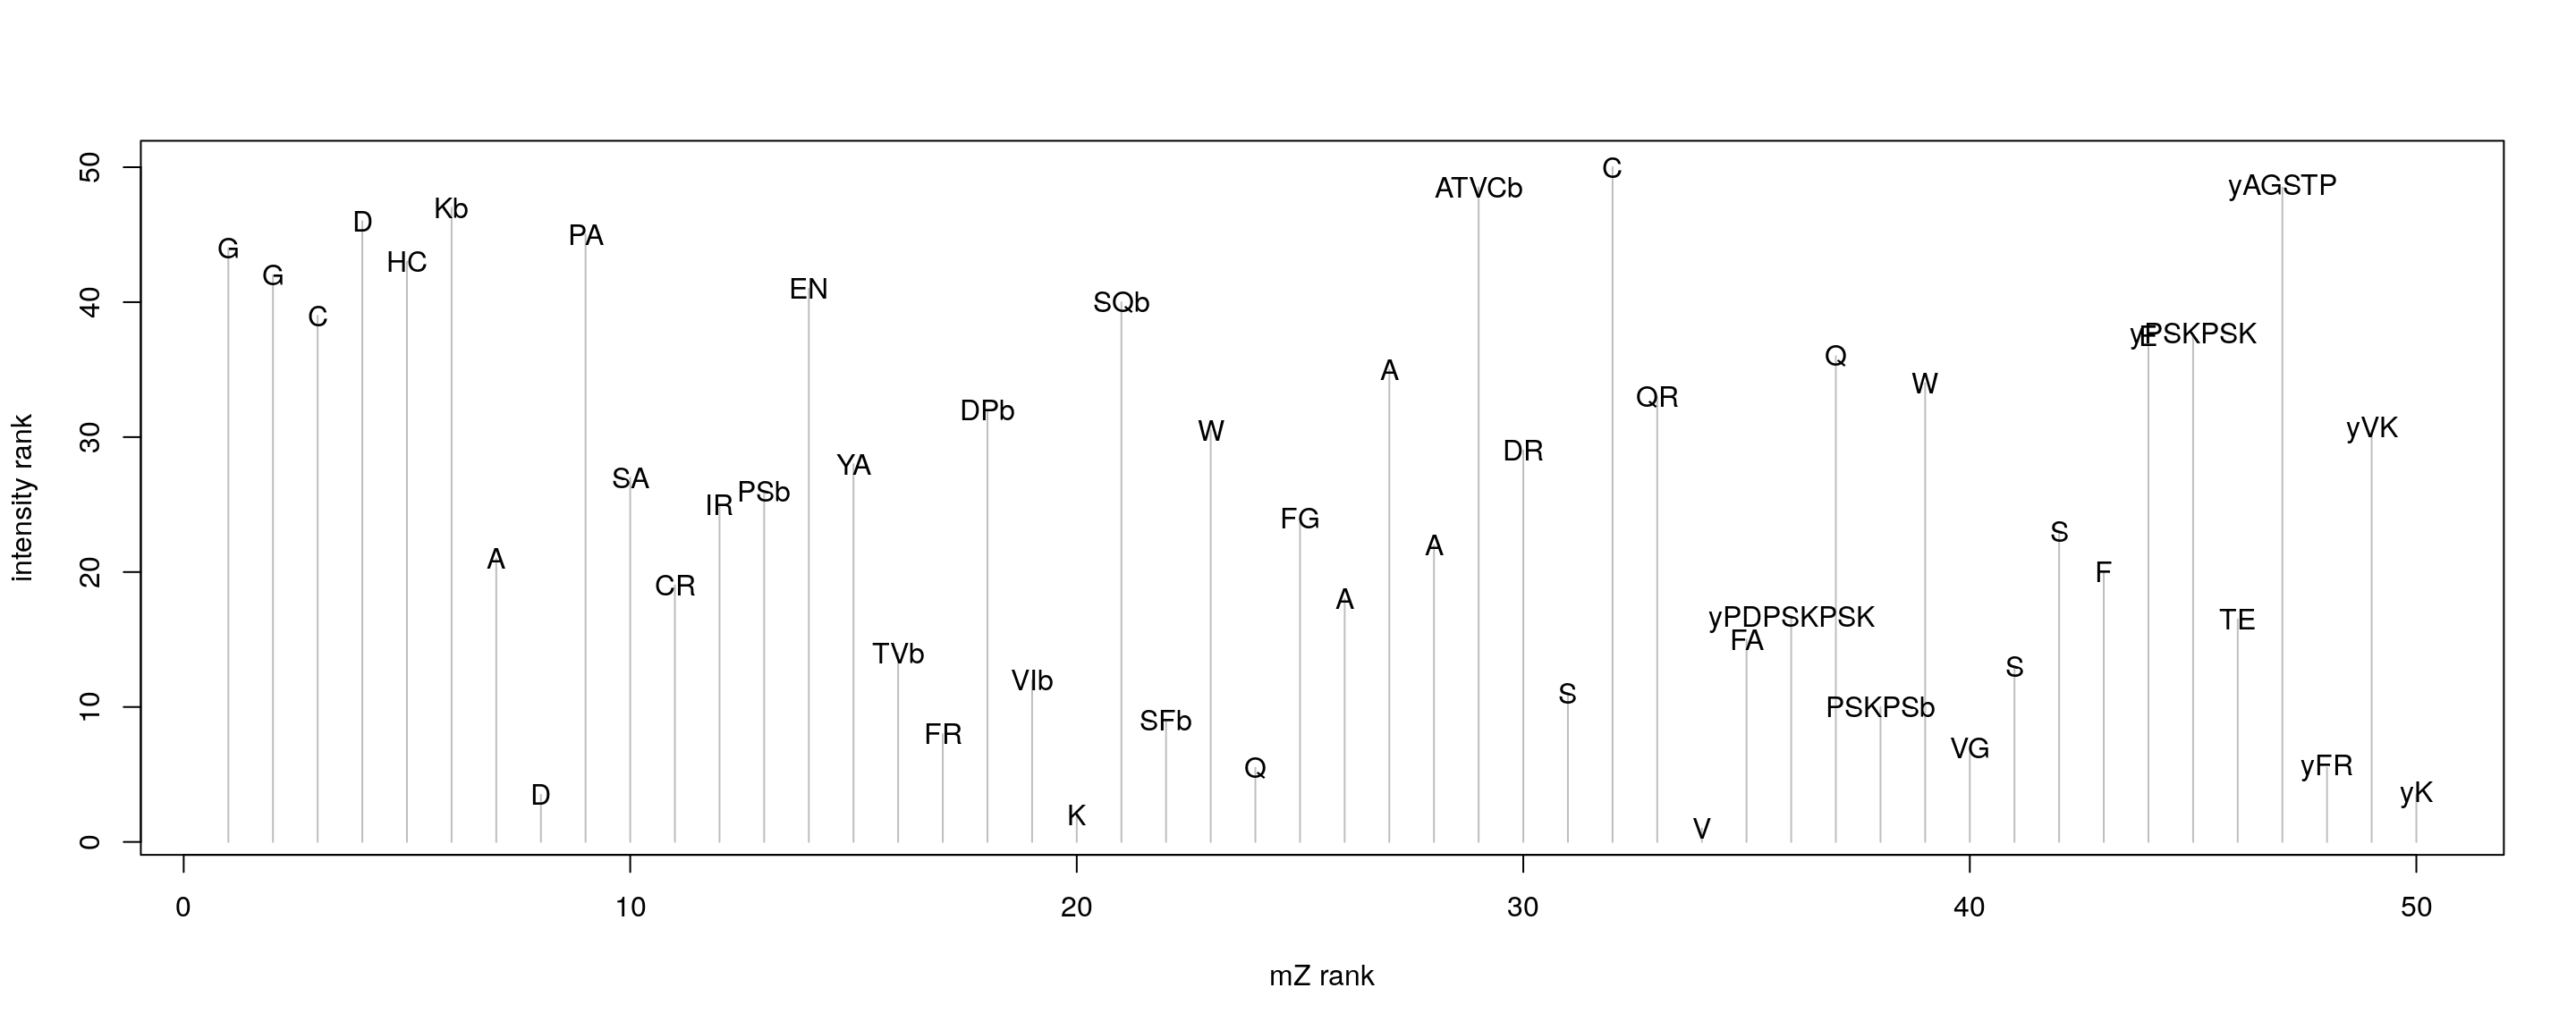 50
40
30
20
10
0
intensity rank
G
G
C
D
HC
Kb
A
D
PA
SA
CR
IR
PSb
EN
YA
TVb
FR
DPb
VIb
K
SQb
SFb
W
Q
FG
A
A
A
ATVCb
DR
S
C
QR
V
FA
yPDPSKPSK
Q
PSKPSb
W
VG
S
S
F
E
yPSKPSK
TE
yAGSTP
yFR
yVK
yK
0 10 20 30 40 50
mZ rank